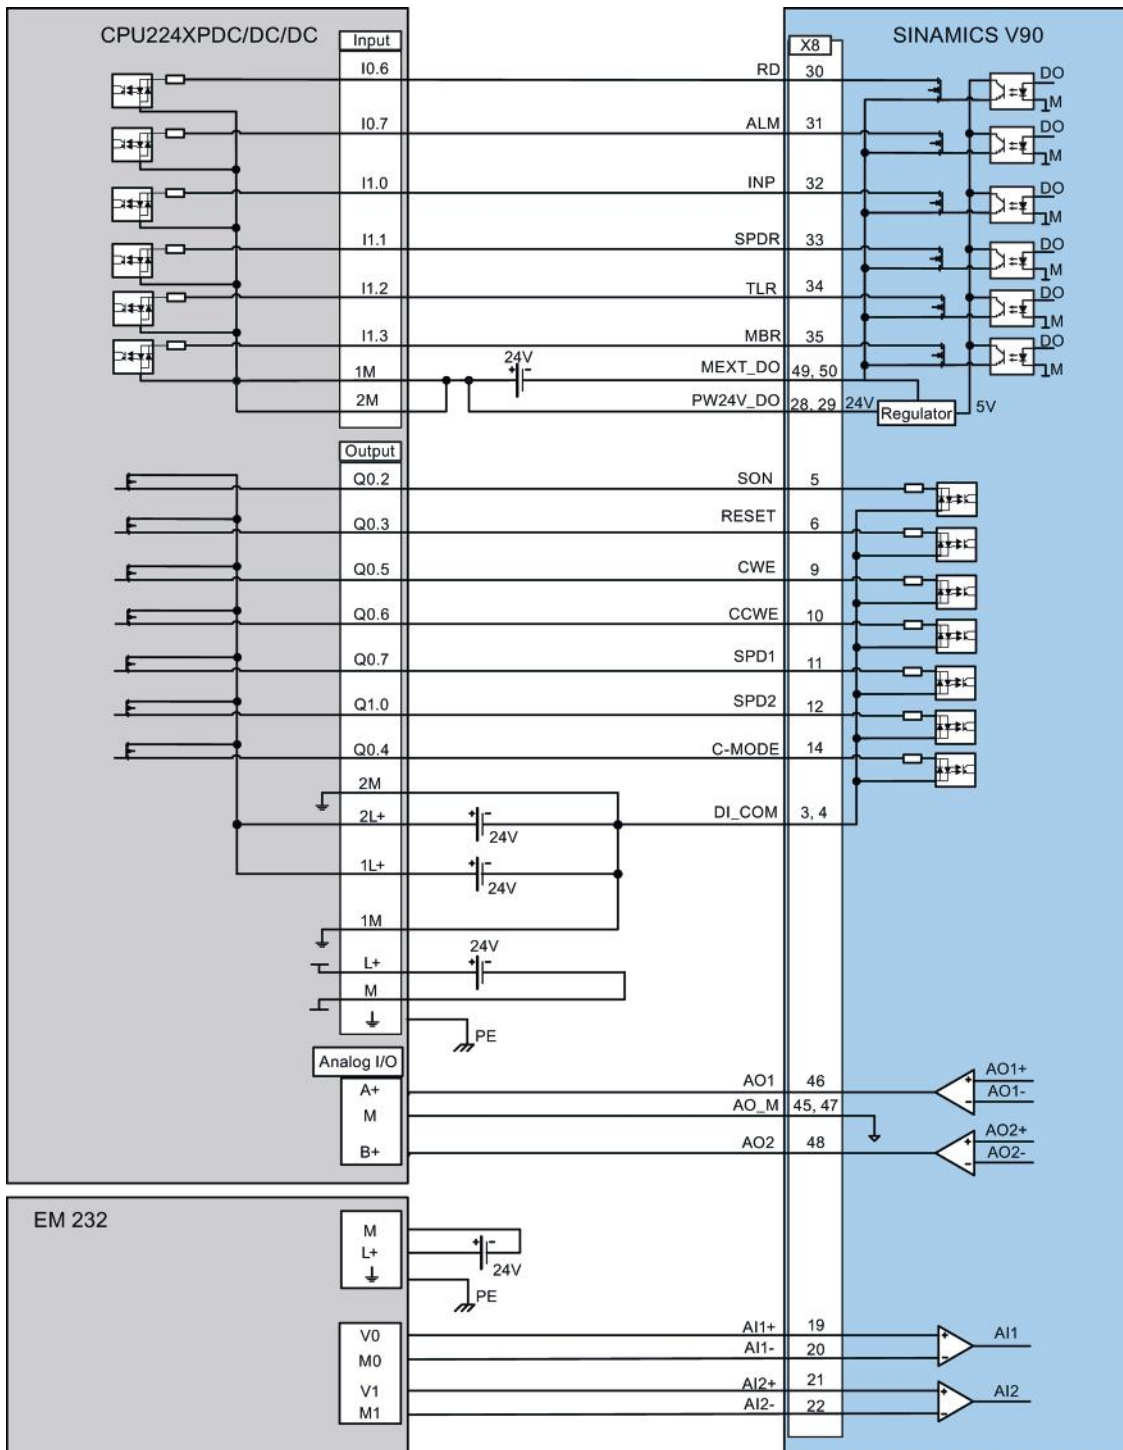 CPU224XPDC/DC/DC
SINAMICS V90
Input
X8
I0.6 RD 30 DO
M
I0.7 ALM 31 DO
M
I1.0 INP 32 DO
M
I1.1 SPDR 33 DO
M
I1.2 TLR 34 DO
M
I1.3 MBR 35 DO
M
24V
+ -
1M MEXT_DO 49, 50
2M PW24V_DO 28, 29 24V Regulator 5V
Output
Q0.2 SON 5
Q0.3 RESET 6
Q0.5 CWE 9
Q0.6 CCWE 10
Q0.7 SPD1 11
Q1.0 SPD2 12
Q0.4 C-MODE 14
2M
2L+ + - 24V DI_COM 3, 4
1L+ + - 24V
1M
24V
L+ + -
M
PE
Analog I/O
A+ AO1 46 + AO1+
- AO1-
M AO_M 45, 47
B+ AO2 48 + AO2+
- AO2-
EM 232
M
L+ + - 24V
PE
V0 AI1+ 19 + AI1
M0 AI1- 20 -
V1 AI2+ 21 + AI2
M1 AI2- 22 -